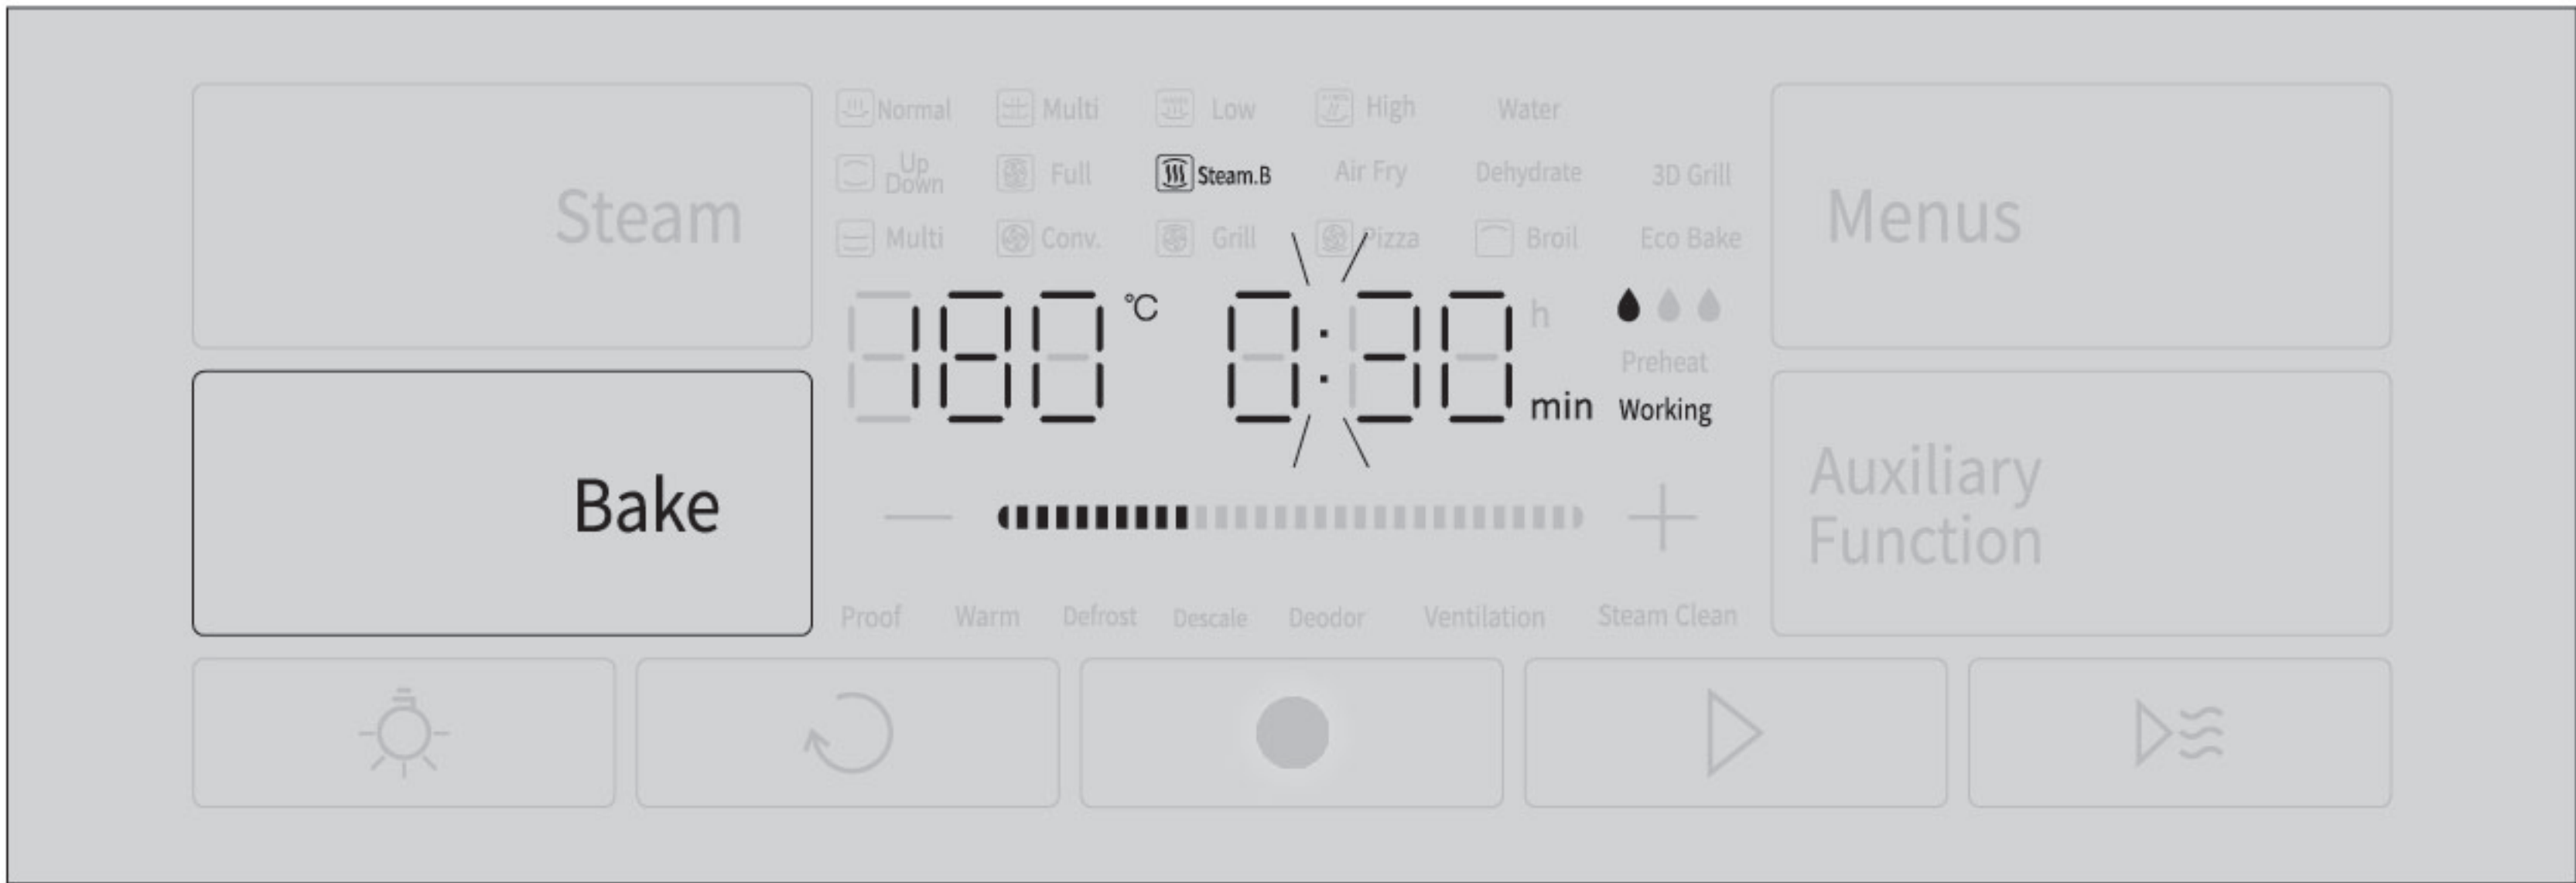 Normal Multi Low High Water
Up Down Full Steam.B Air Fry Dehydrate 3D Grill
Multi Conv. Grill Pizza Broil Eco Bake
Steam
Menus
180 °C 0:30 h min
Preheat
Working
Bake
Auxiliary
Function
Proof Warm Defrost Descale Deodor Ventilation Steam Clean